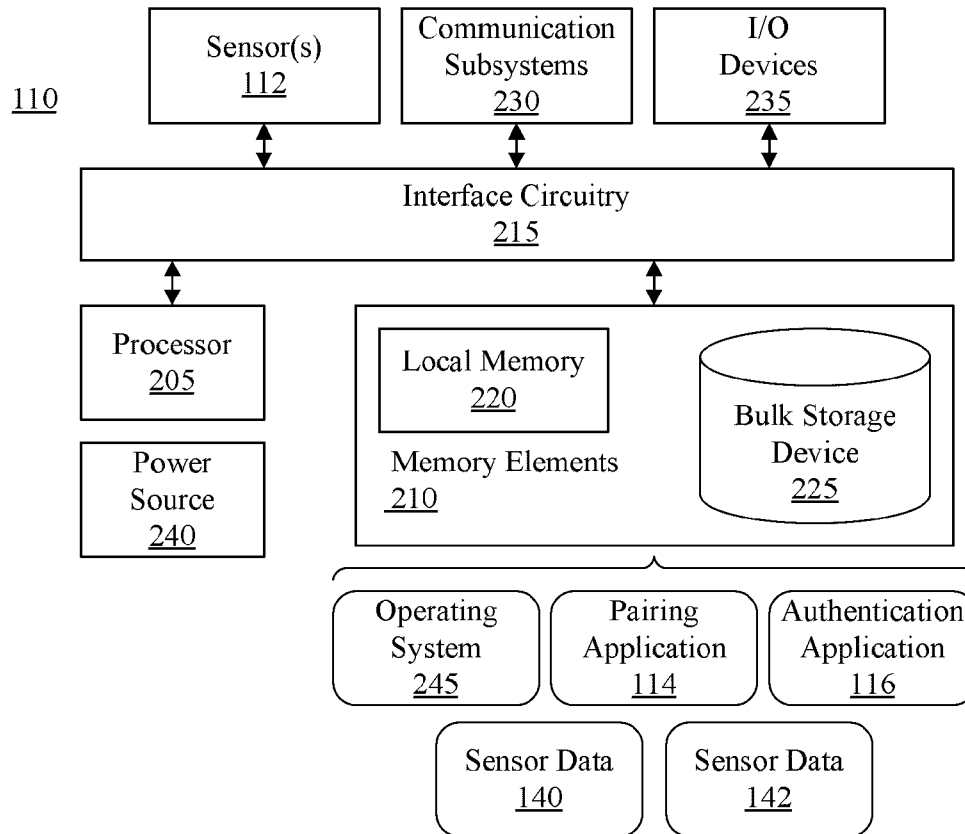 110
Sensor(s)
112
Communication
Subsystems
230
I/O
Devices
235
Interface Circuitry
215
Processor
205
Power
Source
240
Local Memory
220
Memory Elements
210
Bulk Storage
Device
225
Operating
System
245
Pairing
Application
114
Authentication
Application
116
Sensor Data
140
Sensor Data
142